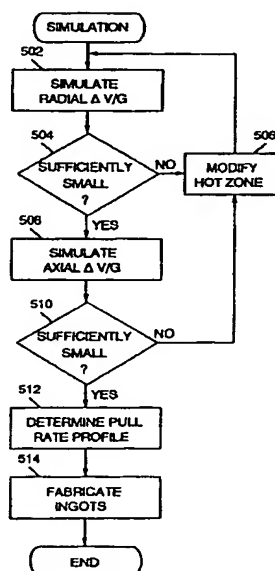 SIMULATION
502
SIMULATE
RADIAL Δ V/G
504
SUFFICIENTLY
SMALL
?
NO
506
MODIFY
HOT ZONE
YES
508
SIMULATE
AXIAL Δ V/G
510
SUFFICIENTLY
SMALL
?
NO
YES
512
DETERMINE PULL
RATE PROFILE
514
FABRICATE
INGOTS
END